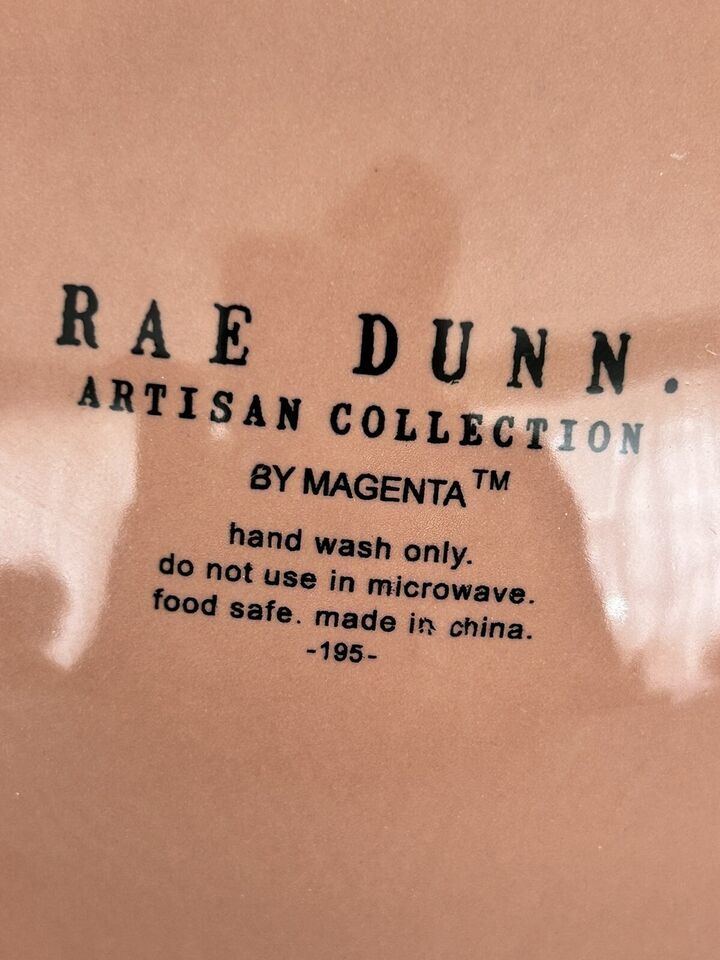 RAE DUNN.
ARTISAN COLLECTION
BY MAGENTA™
hand wash only.
do not use in microwave.
food safe. made in china.
-195-